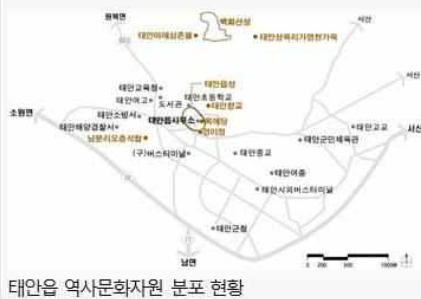 백화산성
원북면
서산
태안마애삼존불
태안상옥리가영현가옥
태안읍성
서산
태안교육청
태안초등학교
태안여고
도서관
태안향교
소원면
태안소방서
태안읍사무소
목애당
태안고교
태안해양경찰서
경이정
서산
남문리오층석탑
태안군민체육관
(구)버스터미널
태안중교
태안여중
태안시외버스터미널
태안군청
남면
태안읍 역사문화자원 분포 현황